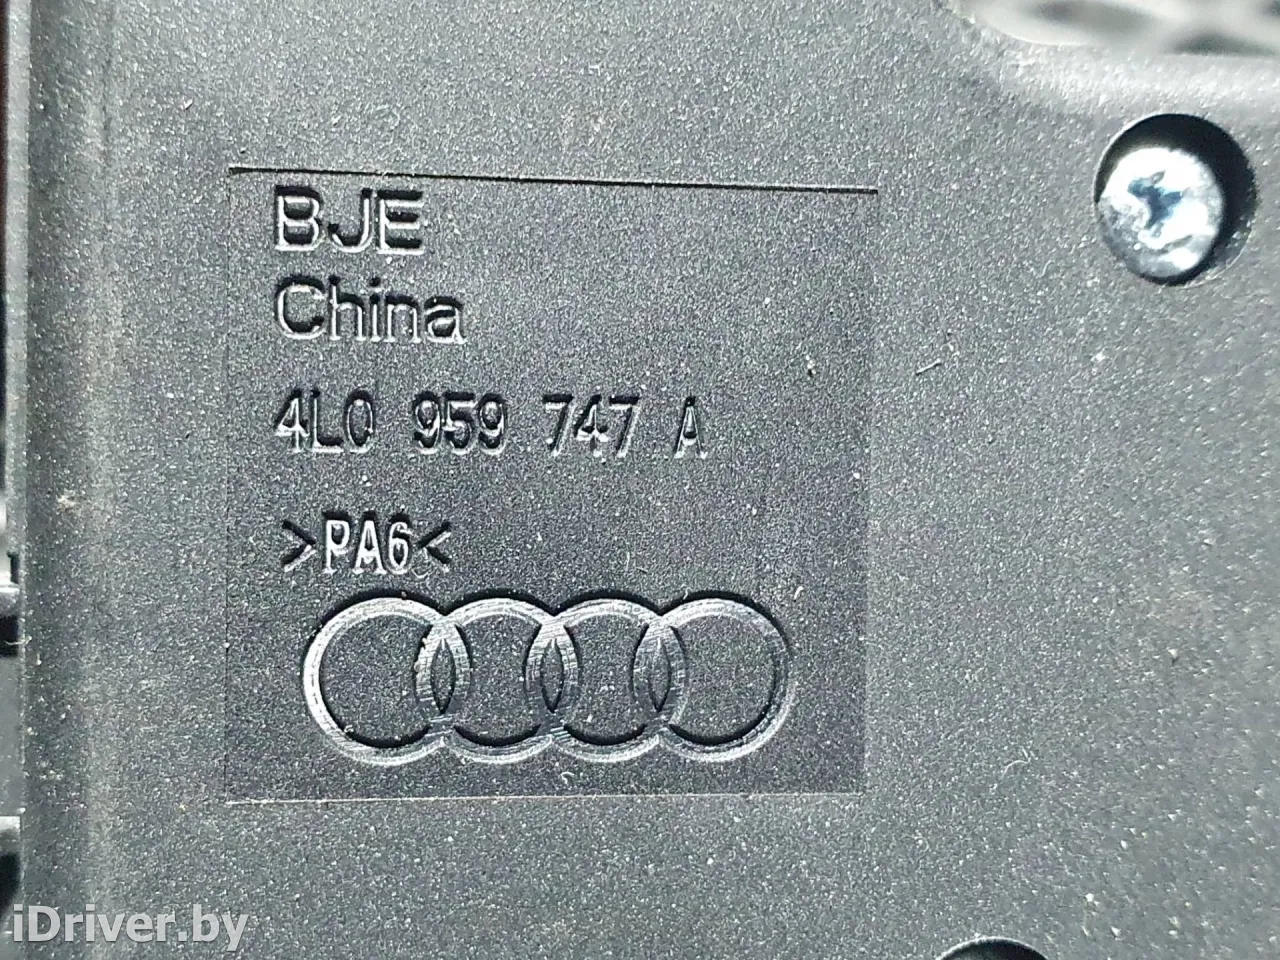 BJE
China
4L0 959 747 A
>PA6<
iDriver.by